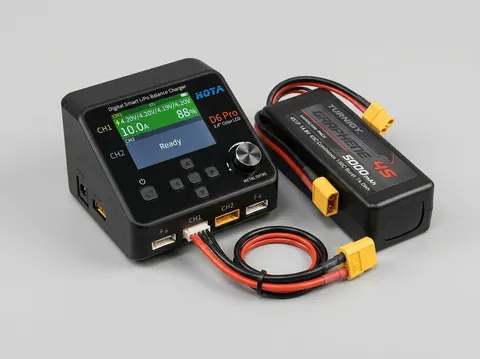 Digital Smart LiPo Balance Charger
HOTA
CH1
4.20V/4.20V/4.19V/4.20V
CH1
10.0A
88%
D6 Pro
2.4" Color LCD
CH2
Ready
CH1
CH2
TURNIGY
GRAPHENE 4S
5000mAh